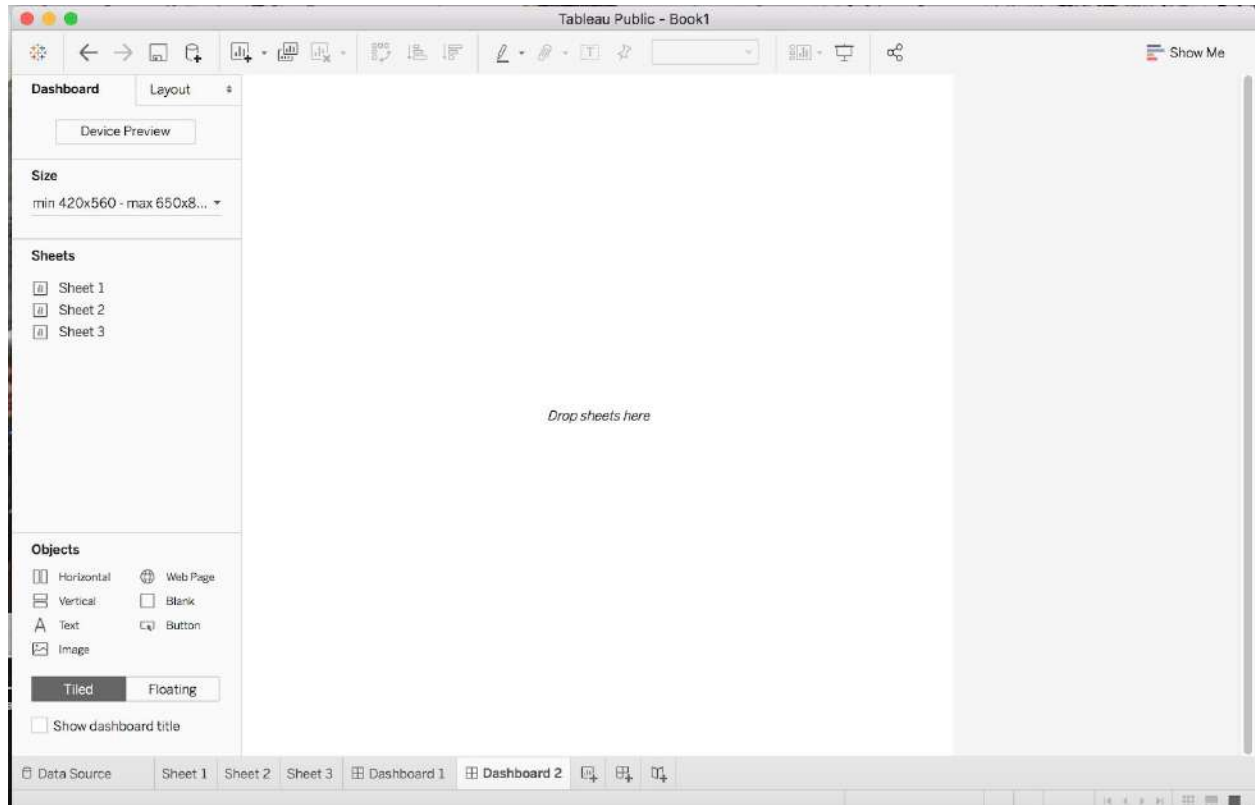 Tableau Public - Book1
Show Me
Dashboard Layout
Device Preview
Size
min 420x560 - max 650x8...
Sheets
Sheet 1
Sheet 2
Sheet 3
Drop sheets here
Objects
Horizontal Web Page
Vertical Blank
Text Button
Image
Tiled Floating
Show dashboard title
Data Source Sheet 1 Sheet 2 Sheet 3 Dashboard 1 Dashboard 2